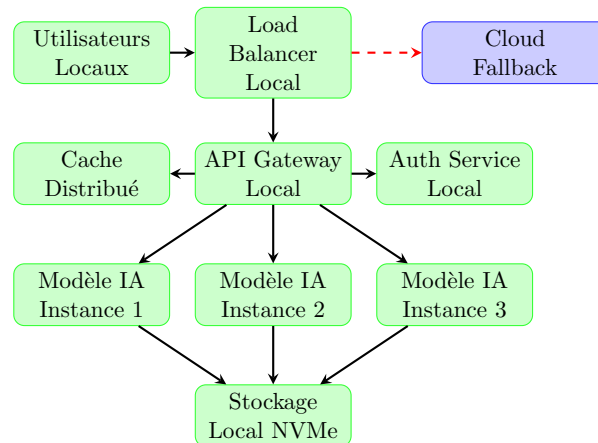 Utilisateurs
Locaux
Load
Balancer
Local
Cloud
Fallback
Cache
Distribué
API Gateway
Local
Auth Service
Local
Modèle IA
Instance 1
Modèle IA
Instance 2
Modèle IA
Instance 3
Stockage
Local NVMe